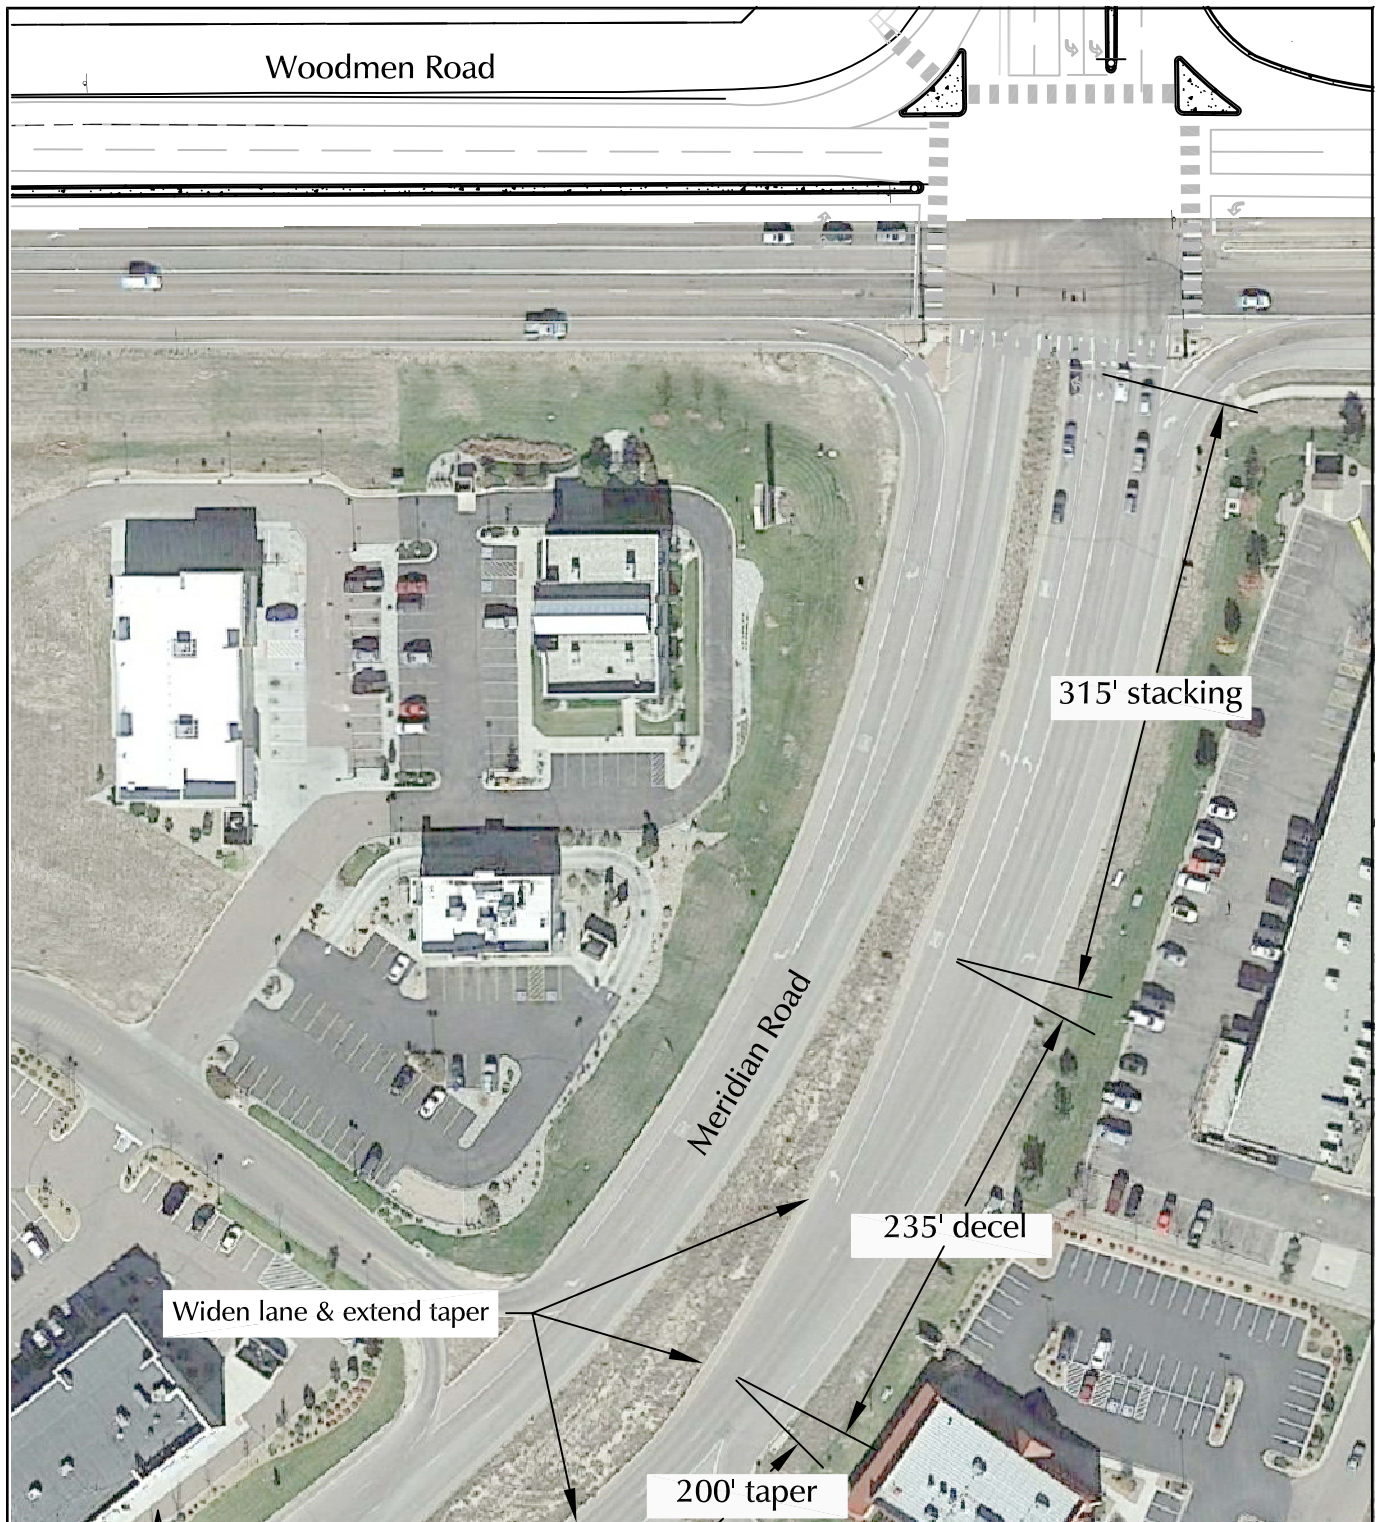 Woodmen Road
315' stacking
Meridian Road
235' decel
Widen lane & extend taper
200' taper